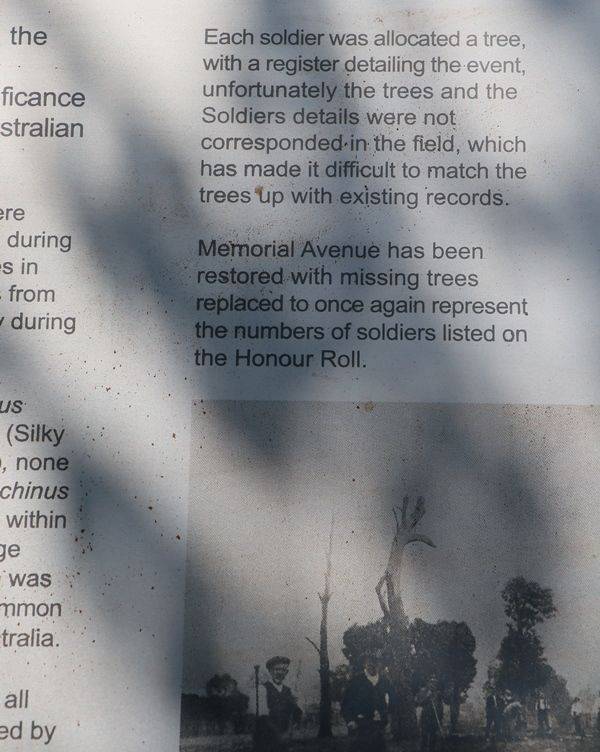 the
ficance
stralian
ere
during
s in
from
during
us
(Silky
, none
chinus
within
ge
was
mmon
tralia.
all
ed by
Each soldier was allocated a tree,
with a register detailing the event,
unfortunately the trees and the
Soldiers details were not
corresponded in the field, which
has made it difficult to match the
trees up with existing records.
Memorial Avenue has been
restored with missing trees
replaced to once again represent
the numbers of soldiers listed on
the Honour Roll.